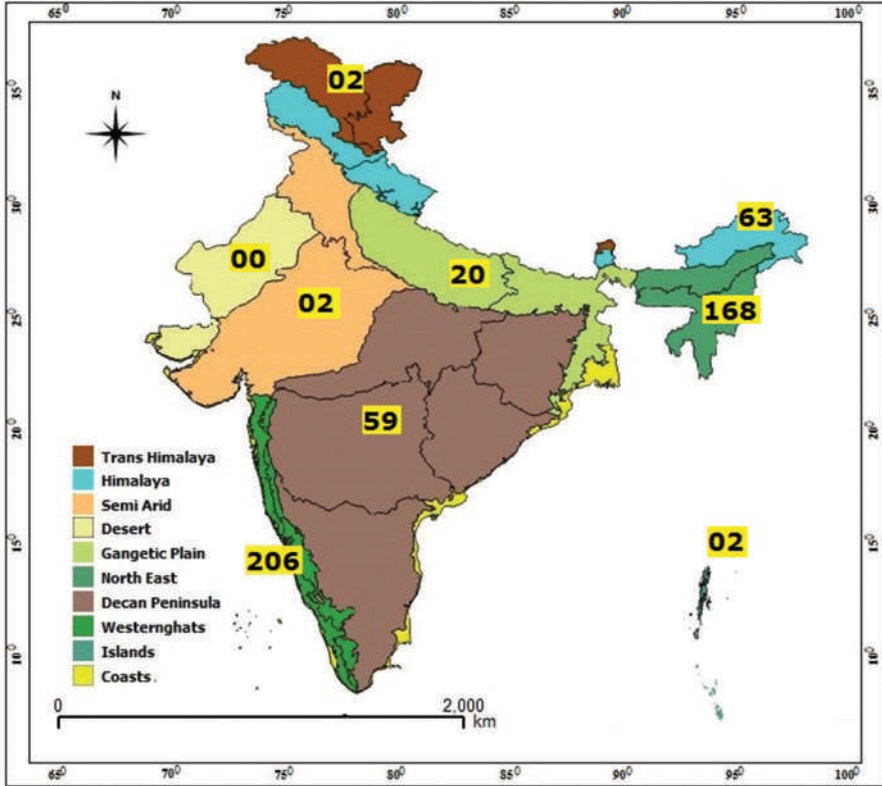 65⁰ 70⁰ 75⁰ 80⁰ 85⁰ 90⁰ 95⁰ 100⁰
35⁰
30⁰
25⁰
20⁰
15⁰
10⁰
N
02
63
00
20
02
168
59
02
206
Trans Himalaya
Himalaya
Semi Arid
Desert
Gangetic Plain
North East
Decan Peninsula
Westernghats
Islands
Coasts .
0 2,000
km
65⁰ 70⁰ 75⁰ 80⁰ 85⁰ 90⁰ 95⁰ 100⁰
35⁰
30⁰
25⁰
20⁰
15⁰
10⁰